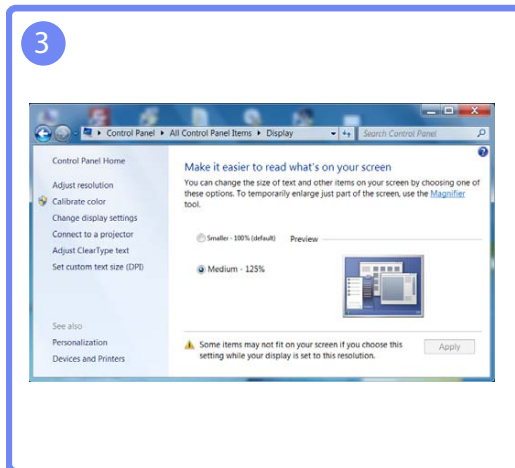 3
Control Panel ▸ All Control Panel Items ▸ Display
Search Control Panel
Control Panel Home
Adjust resolution
Calibrate color
Change display settings
Connect to a projector
Adjust ClearType text
Set custom text size (DPI)
See also
Personalization
Devices and Printers
Make it easier to read what's on your screen
You can change the size of text and other items on your screen by choosing one of
these options. To temporarily enlarge just part of the screen, use the Magnifier
tool.
Smaller - 100% (default)
Preview
Medium - 125%
Some items may not fit on your screen if you choose this
setting while your display is set to this resolution.
Apply